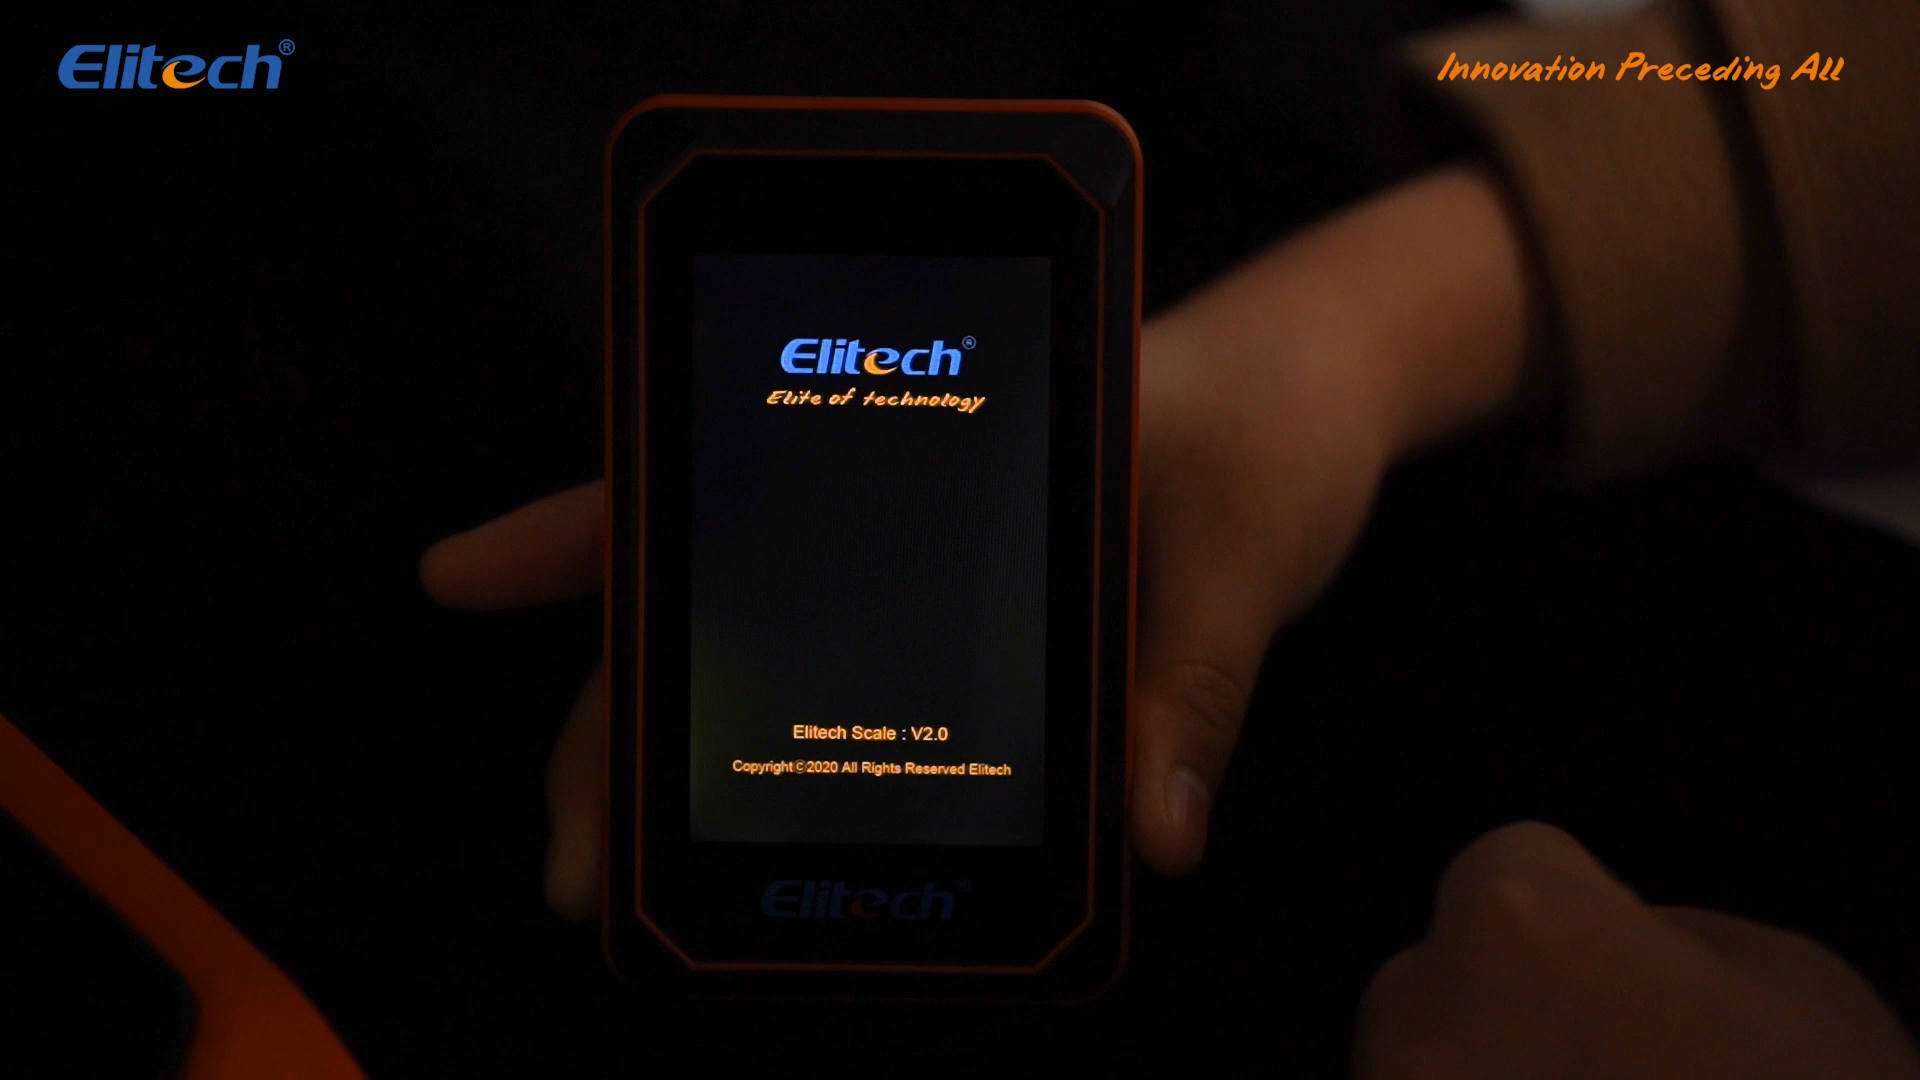 Elitech®
Innovation Preceding All
Elitech®
Elite of technology
Elitech Scale : V2.0
Copyright©2020 All Rights Reserved Elitech
Elitech®